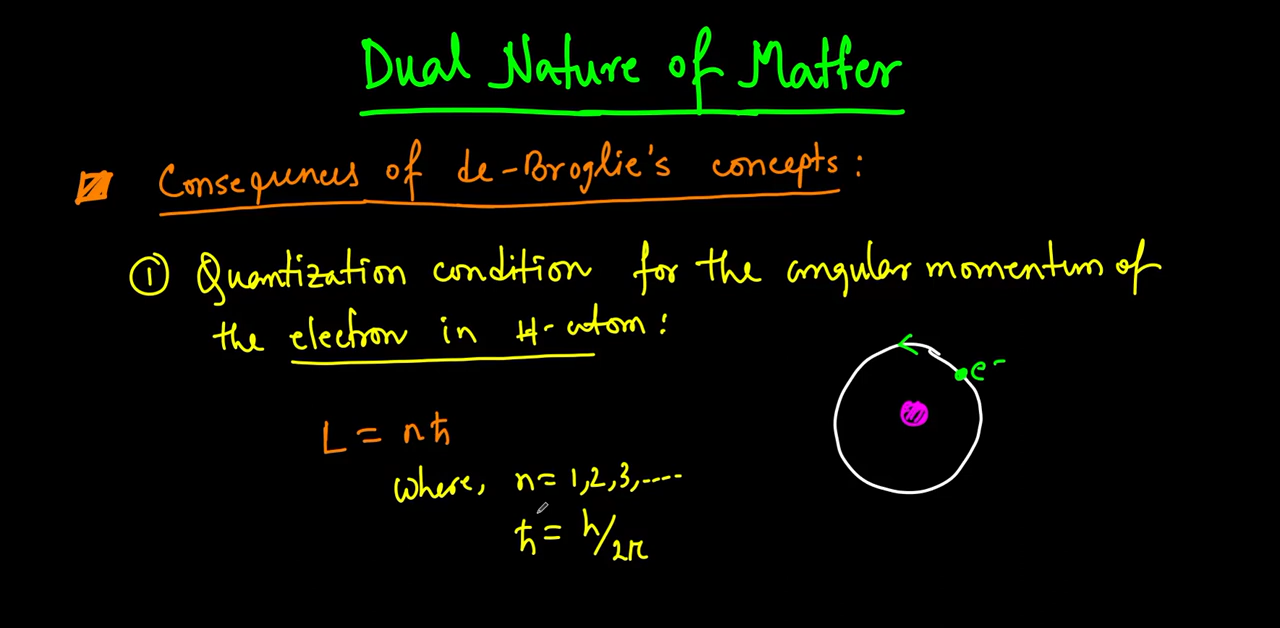 Dual Nature of Matter
Consequences of de-Broglie's concepts:
① Quantization condition for the angular momentum of
the electron in H-atom:
e-
L = nħ
where, n = 1,2,3,----
ħ = h/2π